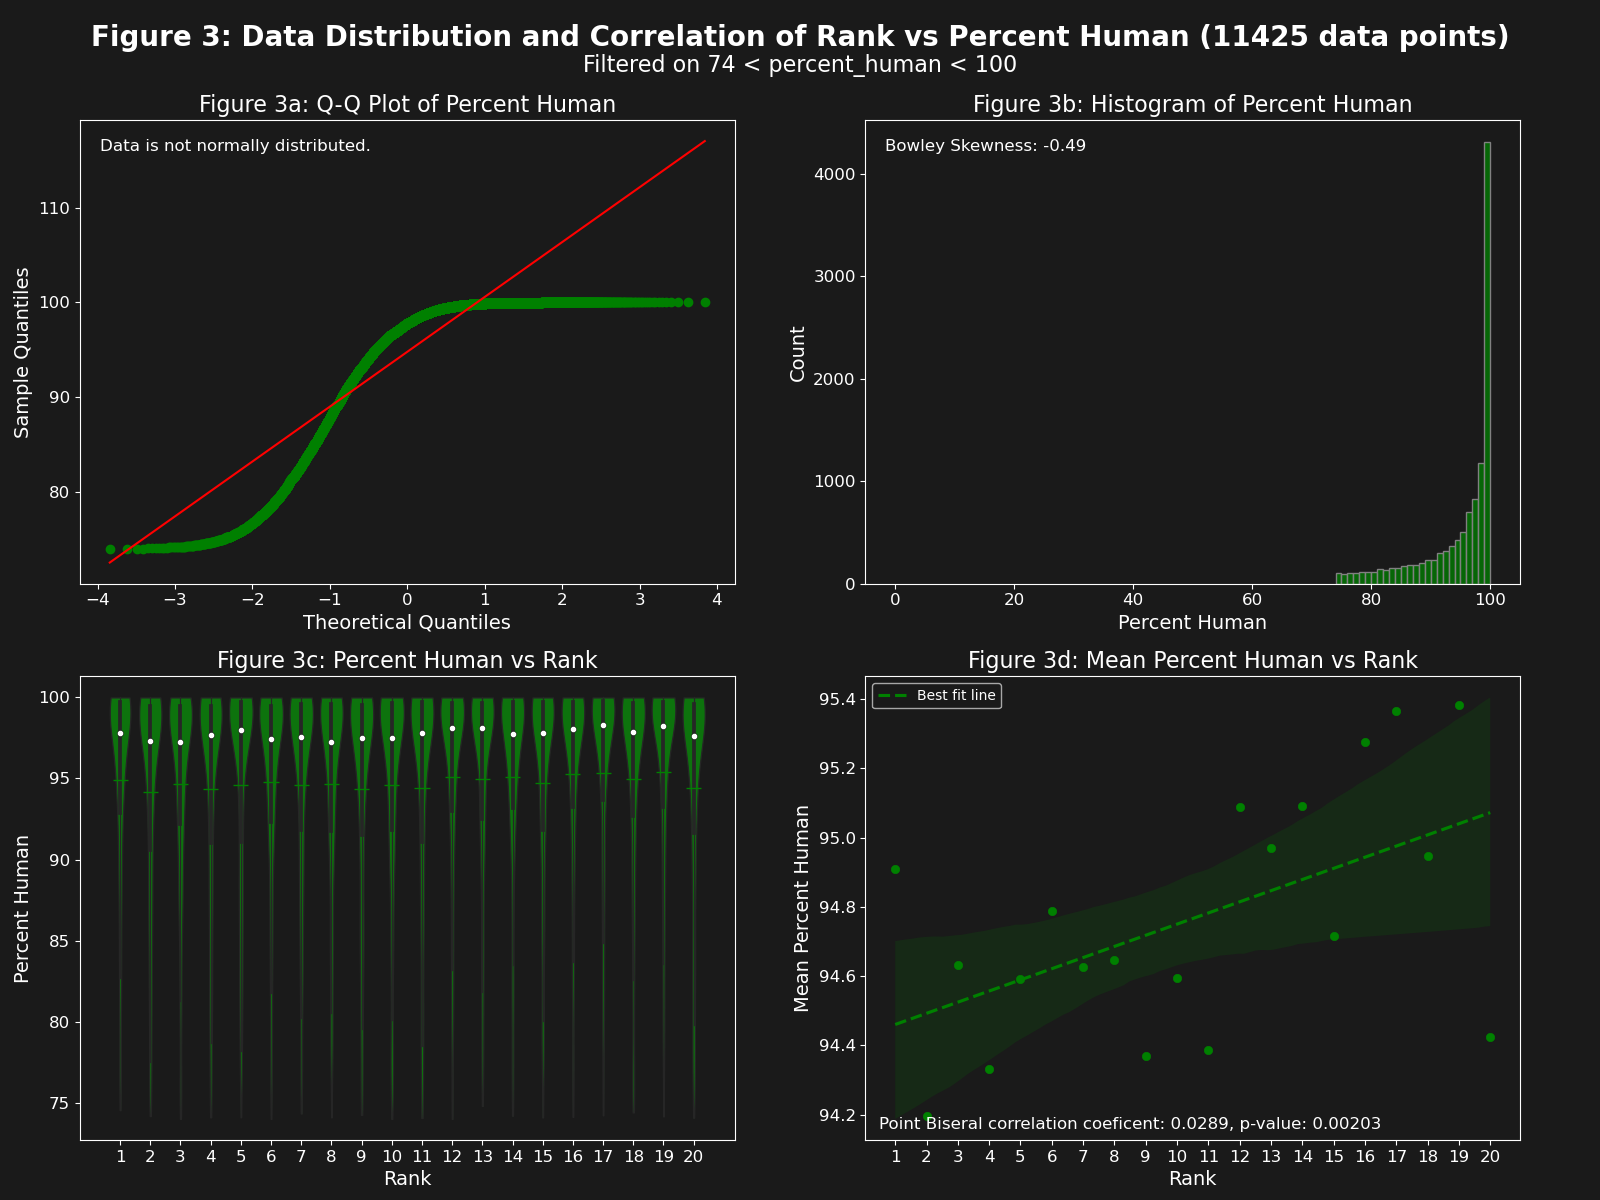 Figure 3: Data Distribution and Correlation of Rank vs Percent Human (11425 data points)
Filtered on 74 < percent_human < 100
Figure 3a: Q-Q Plot of Percent Human
Data is not normally distributed.
110
100
90
80
−4 −3 −2 −1 0 1 2 3 4
Sample Quantiles
Theoretical Quantiles
Figure 3b: Histogram of Percent Human
Bowley Skewness: -0.49
4000
3000
2000
1000
0
0 20 40 60 80 100
Count
Percent Human
Figure 3c: Percent Human vs Rank
100
95
90
85
80
75
1 2 3 4 5 6 7 8 9 10 11 12 13 14 15 16 17 18 19 20
Percent Human
Rank
Figure 3d: Mean Percent Human vs Rank
Best fit line
95.4
95.2
95.0
94.8
94.6
94.4
94.2
Point Biseral correlation coeficent: 0.0289, p-value: 0.00203
1 2 3 4 5 6 7 8 9 10 11 12 13 14 15 16 17 18 19 20
Mean Percent Human
Rank